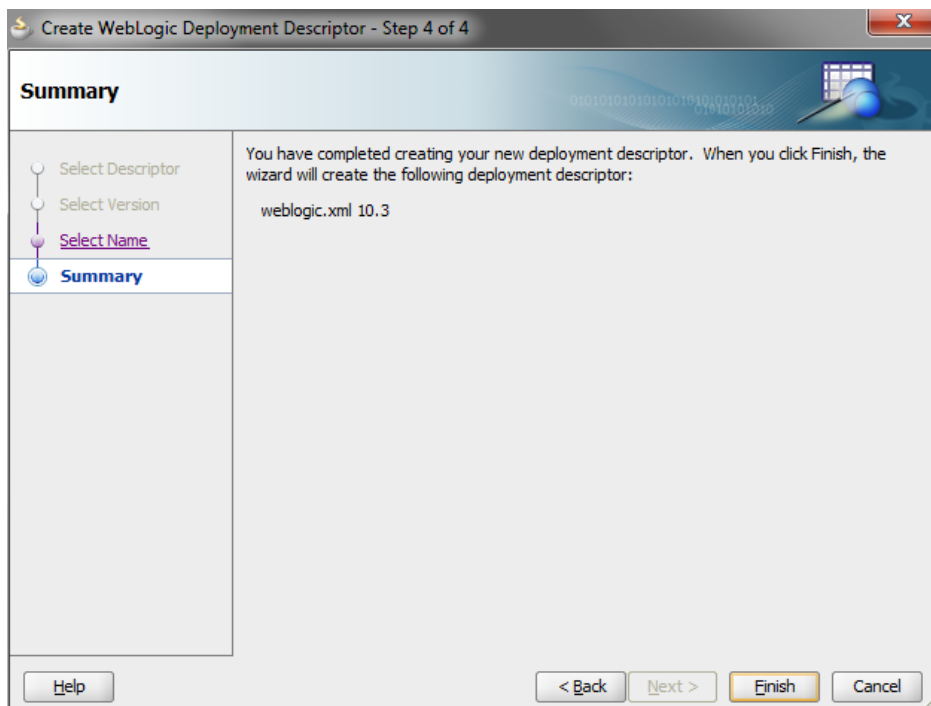 Create WebLogic Deployment Descriptor - Step 4 of 4
Summary
01010101010101010101010101
01010101010
Select Descriptor
Select Version
Select Name
Summary
You have completed creating your new deployment descriptor. When you click Finish, the
wizard will create the following deployment descriptor:
weblogic.xml 10.3
Help
< Back
Next >
Finish
Cancel